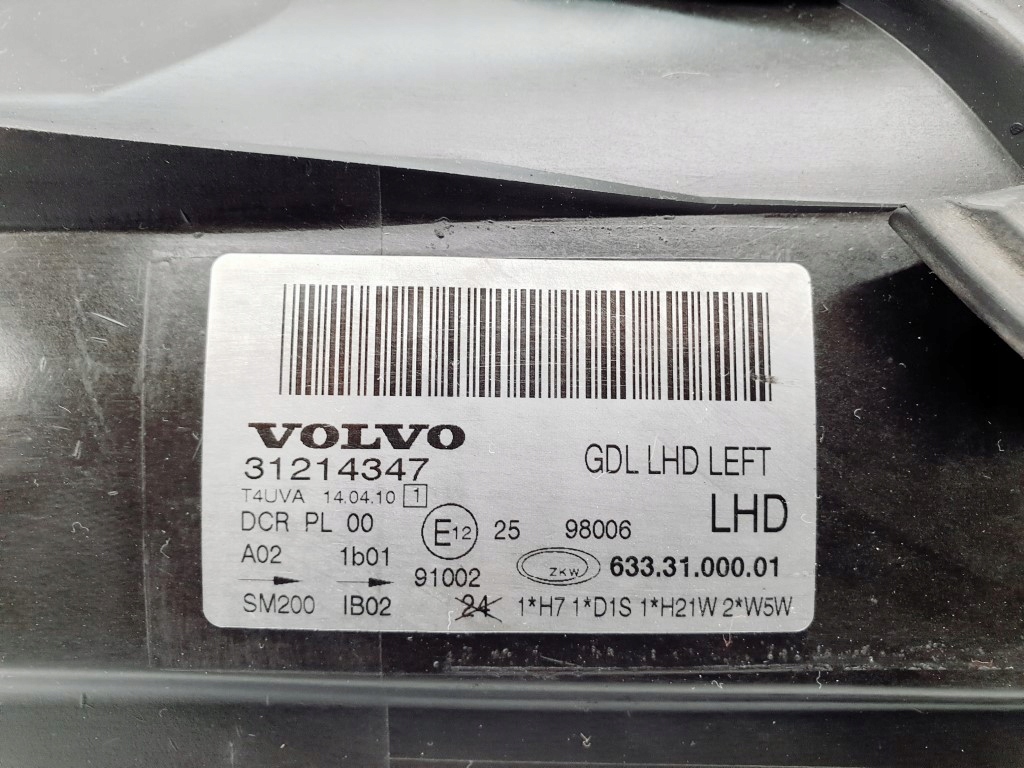 VOLVO
31214347
GDL LHD LEFT
T4UVA 14.04.10 1
LHD
DCR PL 00 E12 25 98006
A02 1b01 91002 ZKW 633.31.000.01
SM200 IB02 24 1*H7 1*D1S 1*H21W 2*W5W